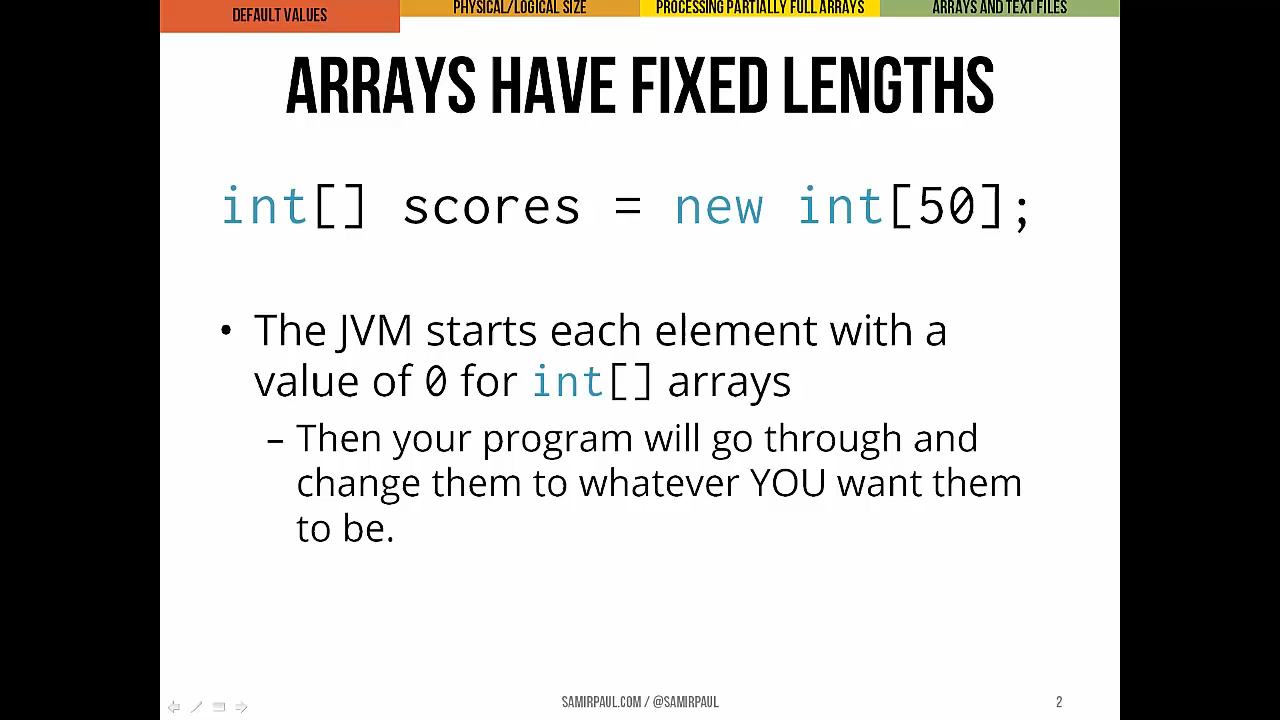 DEFAULT VALUES
PHYSICAL/LOGICAL SIZE
PROCESSING PARTIALLY FULL ARRAYS
ARRAYS AND TEXT FILES
ARRAYS HAVE FIXED LENGTHS
int[] scores = new int[50];
• The JVM starts each element with a
value of 0 for int[] arrays
– Then your program will go through and
change them to whatever YOU want them
to be.
SAMIRPAUL.COM / @SAMIRPAUL
2